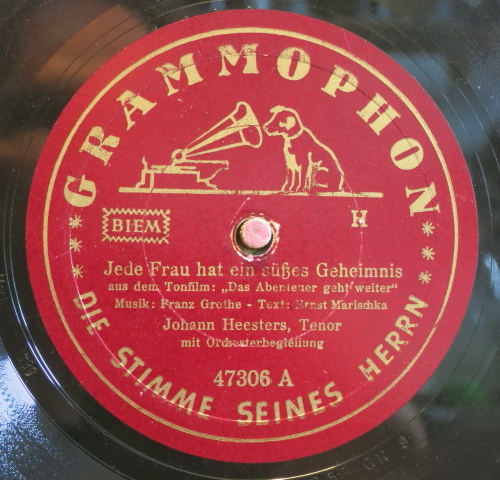 GRAMMOPHON
BIEM
H
Jede Frau hat ein süßes Geheimnis
aus dem Tonfilm: „Das Abenteuer geht weiter“
Musik: Franz Grothe - Text: Ernst Marischka
Johann Heesters, Tenor
mit Orchesterbegleitung
47306 A
DIE STIMME SEINES HERRN